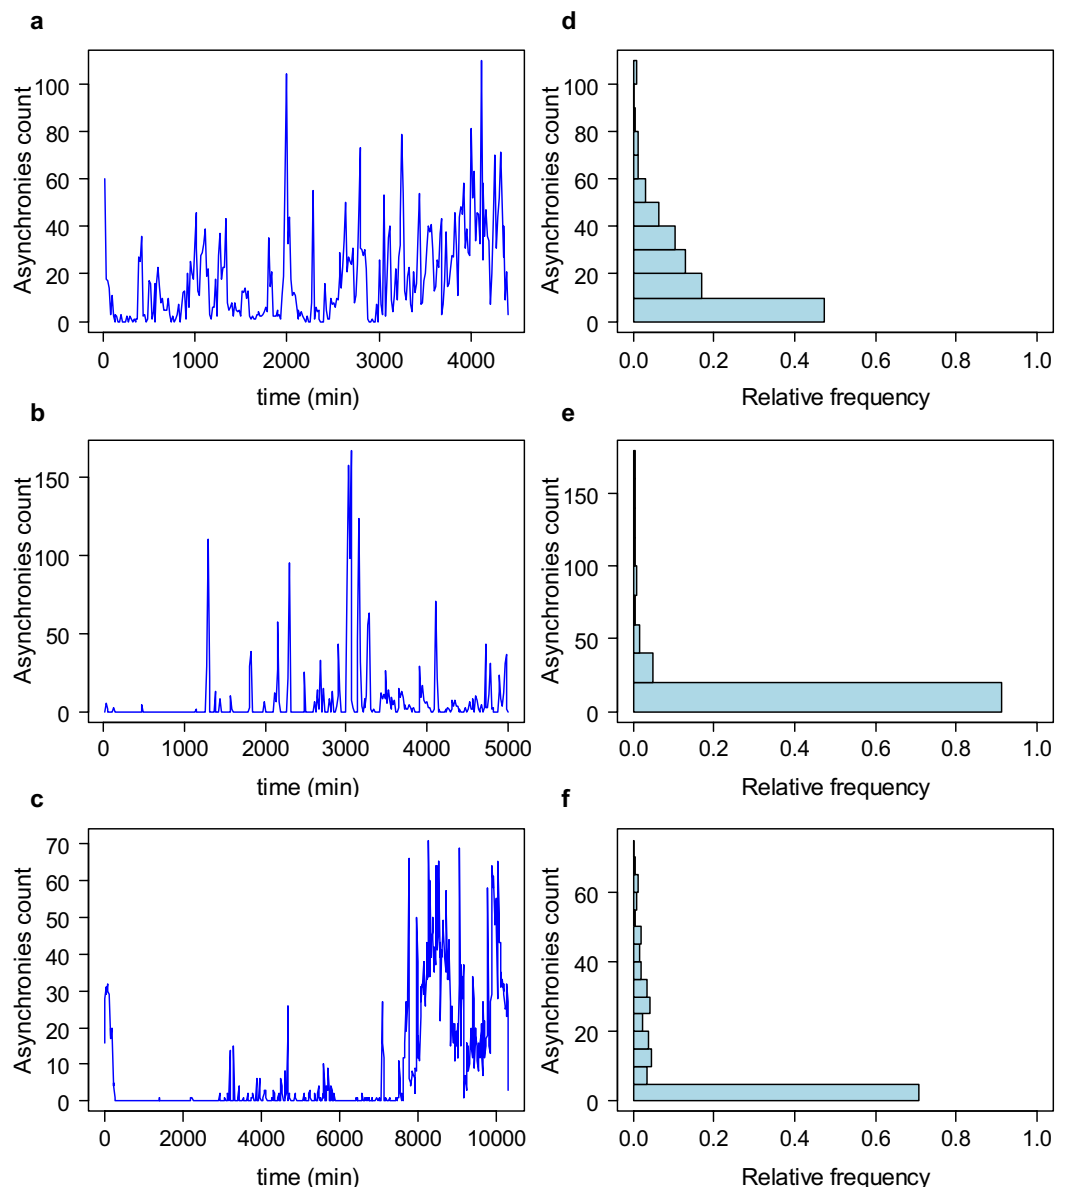 a
Asynchronies count
100
80
60
40
20
0
0 1000 2000 3000 4000
time (min)
d
Asynchronies count
100
80
60
40
20
0
0.0 0.2 0.4 0.6 0.8 1.0
Relative frequency
b
Asynchronies count
150
100
50
0
0 1000 2000 3000 4000 5000
time (min)
e
Asynchronies count
150
100
50
0
0.0 0.2 0.4 0.6 0.8 1.0
Relative frequency
c
Asynchronies count
70
60
50
40
30
20
10
0
0 2000 4000 6000 8000 10000
time (min)
f
Asynchronies count
60
40
20
0
0.0 0.2 0.4 0.6 0.8 1.0
Relative frequency